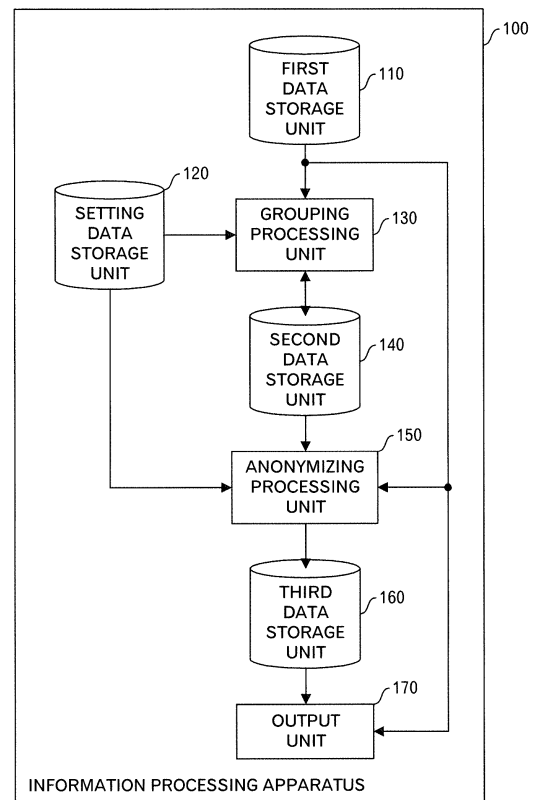 100
FIRST
DATA
STORAGE
UNIT
110
120
SETTING
DATA
STORAGE
UNIT
GROUPING
PROCESSING
UNIT
130
SECOND
DATA
STORAGE
UNIT
140
150
ANONYMIZING
PROCESSING
UNIT
THIRD
DATA
STORAGE
UNIT
160
170
OUTPUT
UNIT
INFORMATION PROCESSING APPARATUS